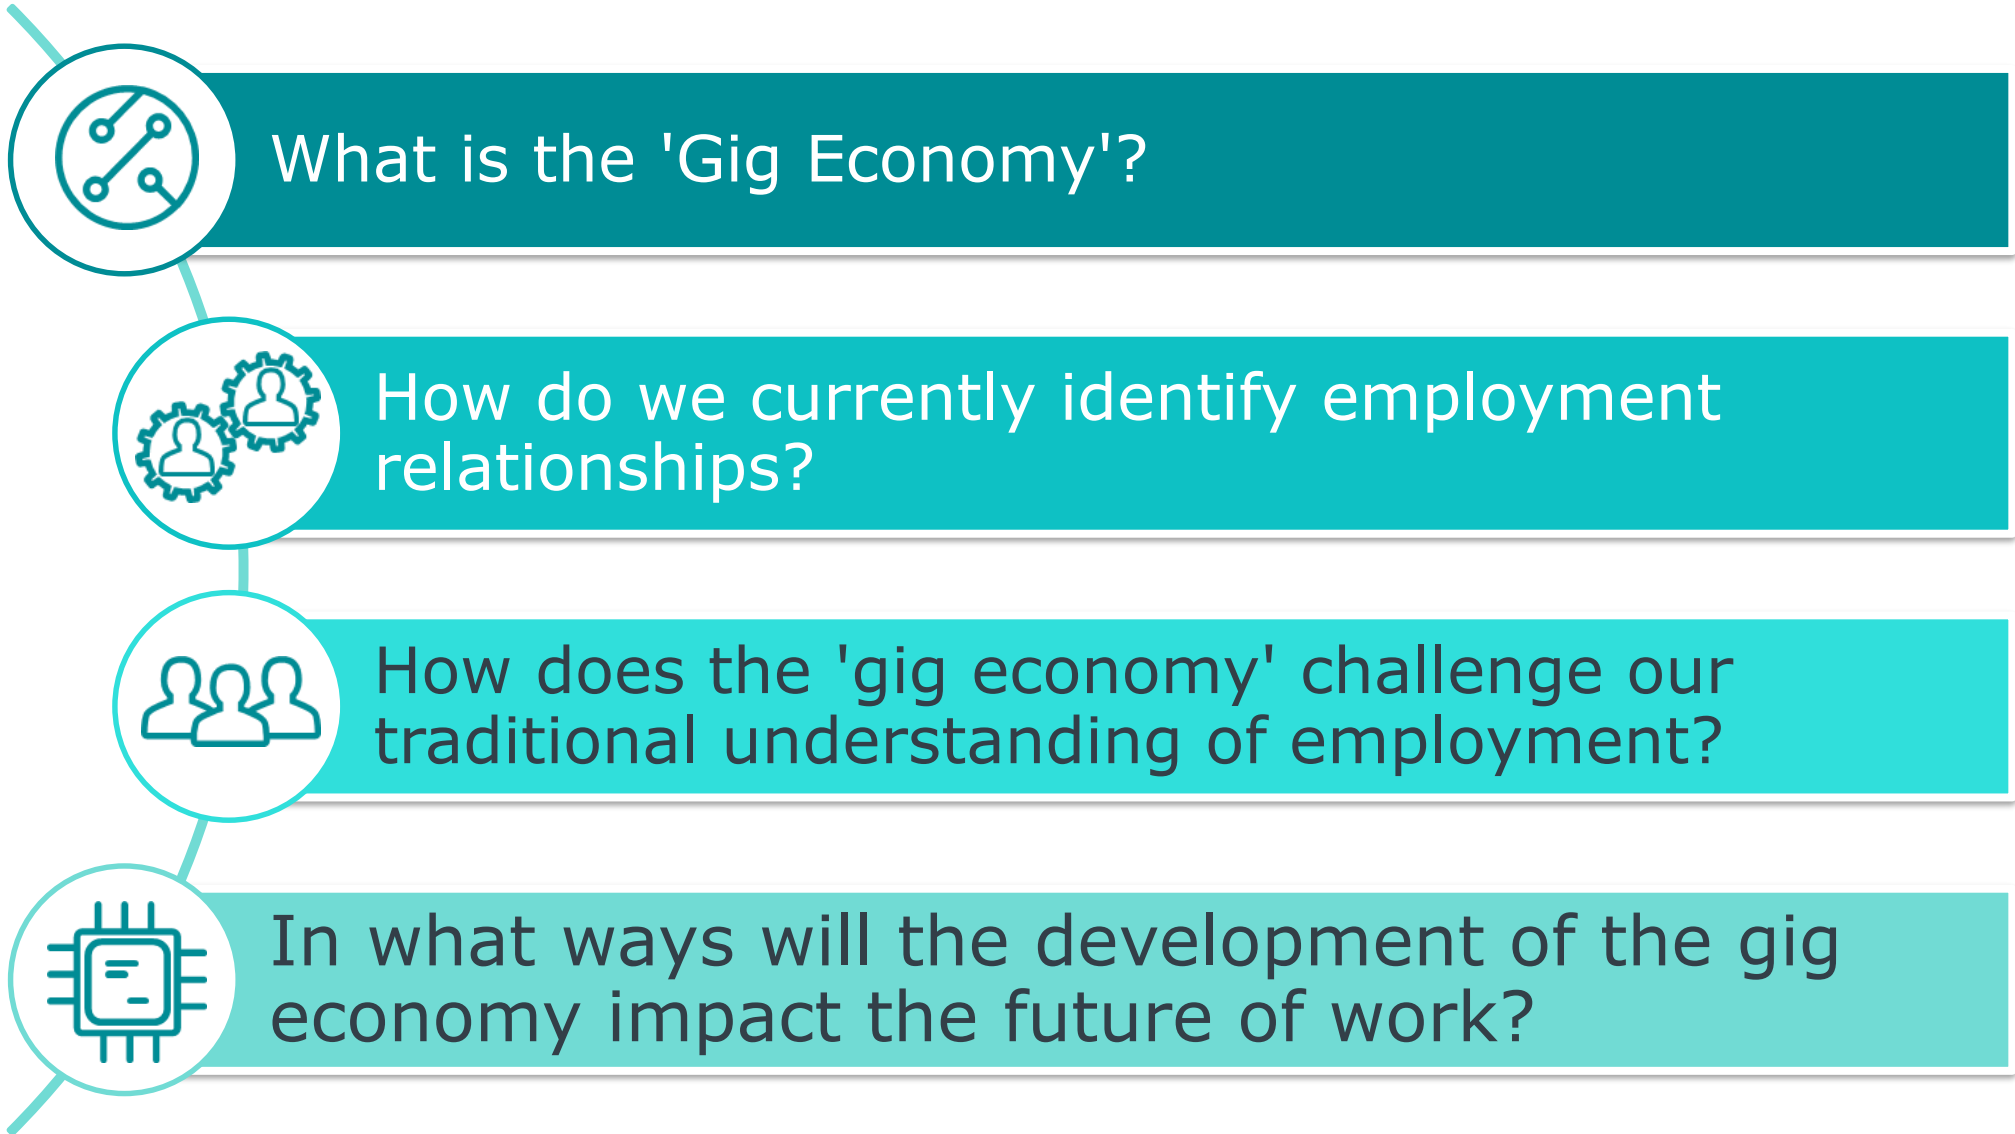 What is the 'Gig Economy'?
How do we currently identify employment
relationships?
How does the 'gig economy' challenge our
traditional understanding of employment?
In what ways will the development of the gig
economy impact the future of work?